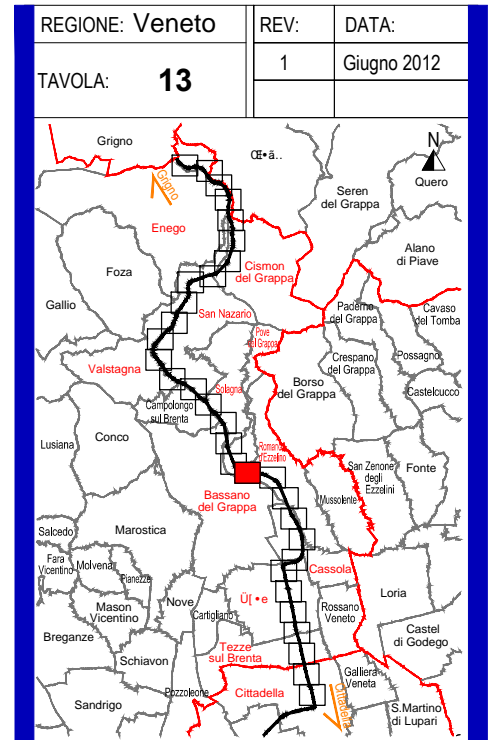 REGIONE: Veneto
REV:
DATA:
TAVOLA: 13
1
Giugno 2012
Grigno
Œ•ã..
N
Quero
Grigno
Seren
del Grappa
Enego
Alano
di Piave
Foza
Cismon
del Grappa
Gallio
San Nazario
Paderno
del Grappa
Cavaso
del Tomba
Pove
del Grappa
Valstagna
Crespano
del Grappa
Possagno
Solagna
Borso
del Grappa
Castelcucco
Campolongo
sul Brenta
Lusiana
Conco
Romano
d'Ezzelino
San Zenone
degli
Ezzelini
Fonte
Bassano
del Grappa
Mussolente
Salcedo
Marostica
Fara
Vicentino
Molvena
Pianezze
Cassola
Loria
Mason
Vicentino
Nove
Cartigliano
Ü[ •e
Rossano
Veneto
Breganze
Castel
di Godego
Schiavon
Tezze
sul Brenta
Galliera
Veneta
Pozzoleone
Cittadella
Cittadella
Sandrigo
S.Martino
di Lupari